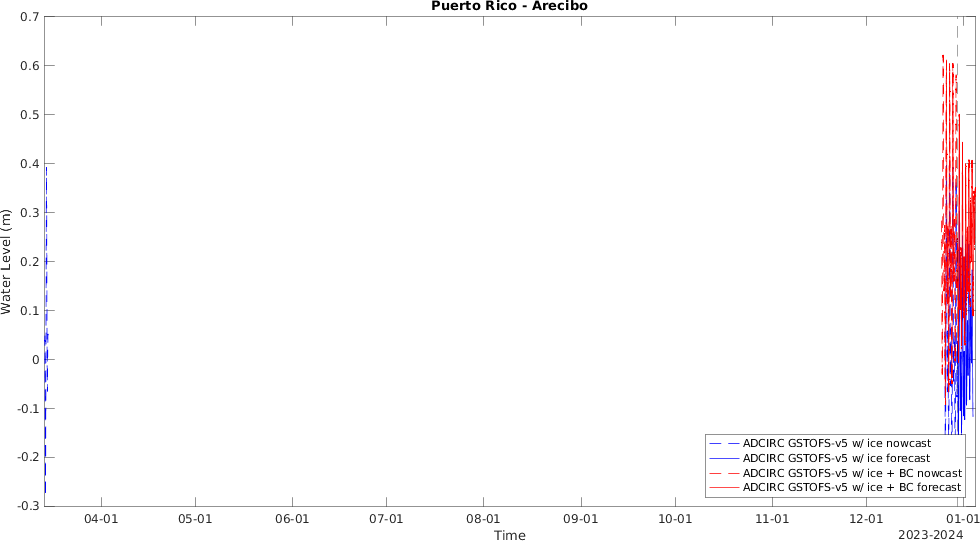 Puerto Rico - Arecibo
Water Level (m)
0.7
0.6
0.5
0.4
0.3
0.2
0.1
0
-0.1
-0.2
-0.3
04-01 05-01 06-01 07-01 08-01 09-01 10-01 11-01 12-01 01-01
Time
2023-2024
ADCIRC GSTOFS-v5 w/ ice nowcast
ADCIRC GSTOFS-v5 w/ ice forecast
ADCIRC GSTOFS-v5 w/ ice + BC nowcast
ADCIRC GSTOFS-v5 w/ ice + BC forecast